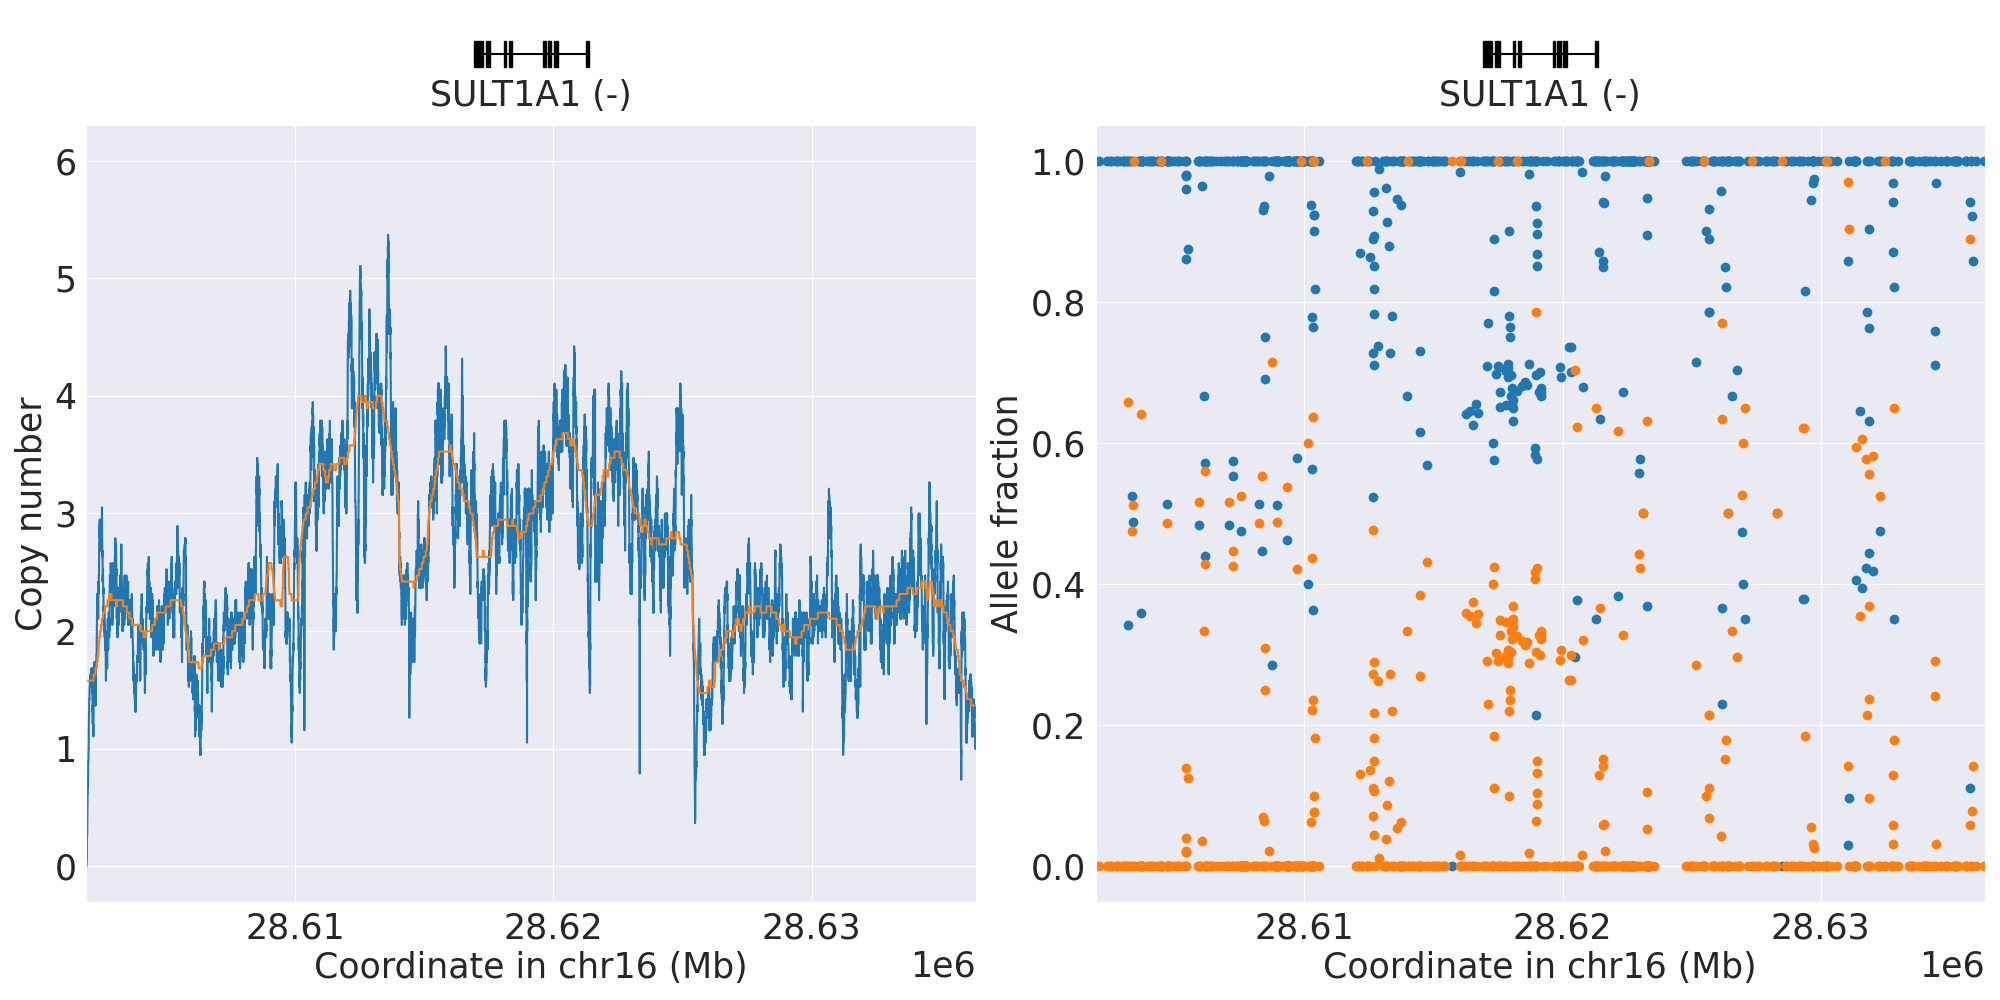 SULT1A1 (-)
Copy number
6
5
4
3
2
1
0
28.61
28.62
28.63
Coordinate in chr16 (Mb)
1e6
SULT1A1 (-)
Allele fraction
1.0
0.8
0.6
0.4
0.2
0.0
28.61
28.62
28.63
Coordinate in chr16 (Mb)
1e6